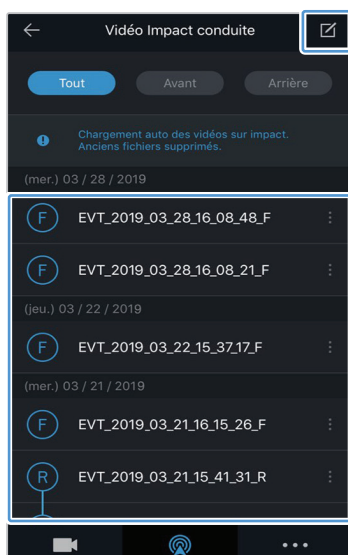 Vidéo Impact conduite
Tout Avant Arrière
Chargement auto des vidéos sur impact.
Anciens fichiers supprimés.
(mer.) 03 / 28 / 2019
F EVT_2019_03_28_16_08_48_F
F EVT_2019_03_28_16_08_21_F
(jeu.) 03 / 22 / 2019
F EVT_2019_03_22_15_37_17_F
(mer.) 03 / 21 / 2019
F EVT_2019_03_21_16_15_26_F
R EVT_2019_03_21_15_41_31_R